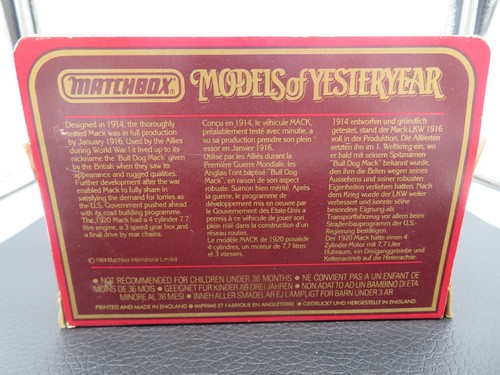 MATCHBOX
MODELS of YESTERYEAR
Designed in 1914, the thoroughly
tested Mack was in full production
by January 1916. Used by the Allies
during World War I it lived up to its
nickname the 'Bull Dog Mack' given
by the British when they saw its
appearance and rugged qualities.
Further development after the war
enabled Mack to fully share in
satisfying the demand for lorries as
the U.S. Government pushed ahead
with its road building programme.
The 1920 Mack had a 4 cylinder 7.7
litre engine, a 3 speed gear box and
a final drive by rear chains.
© 1984 Matchbox International Limited
Conçu en 1914, le véhicule MACK,
préalablement testé avec minutie, a
vu sa production prendre son plein
essor en Janvier 1916.
Utilisé par les Alliés durant la
Première Guerre Mondiale, les
Anglais l'ont baptisé "Bull Dog
Mack", en raison de son aspect
robuste. Surnon bien mérité. Après
la guerre, le programme de
développement mis en oeuvre par
le Gouvernement des Etats-Unis a
permis à ce véhicule de jouer son
plein rôle dans la construction d'un
réseau routier.
Le modèle MACK de 1920 possède
4 cylindres, un moteur de 7,7 litres
et 3 vitesses.
1914 entworfen und gründlich
getestet, stand der Mack LKW 1916
voll in der Produktion. Die Alliierten
setzten ihn im I. Weltkrieg ein, wo
er bald mit seinem Spitznamen
"Bull Dog Mack" bekannt wurde,
den ihm die Briten wegen seines
Aussehens und seiner robusten
Eigenheiten verliehen hatten. Nach
dem Krieg wurde der LKW weiter
entwickelt und konnte seine
besondere Eignung als
Transportfahrzeug vor allem beim
Straßenbauprogramm der U.S.-
Regierung bestätigen.
Der 1920 Mack hatte einen 4
Zylinder-Motor mit 7,7 Liter
Hubraum, ein Dreiganggetriebe und
Kettenantrieb auf die Hinterachse.
• NOT RECOMMENDED FOR CHILDREN UNDER 36 MONTHS • NE CONVIENT PAS A UN ENFANT DE
MOINS DE 36 MOIS • GEEIGNET FUR KINDER AB DREI JAHREN • NON ADATTO AD UN BAMBINO DI ETA
MINORE AI 36 MESI • INNEHALLER SMADELAR EJ LAMPLIGT FOR BARN UNDER 3 AR
PRINTED AND MADE IN ENGLAND • IMPRIME ET FABRIQUE EN ANGLETERRE • GEDRUCKT UND HERGESTELLT IN ENGLAND.